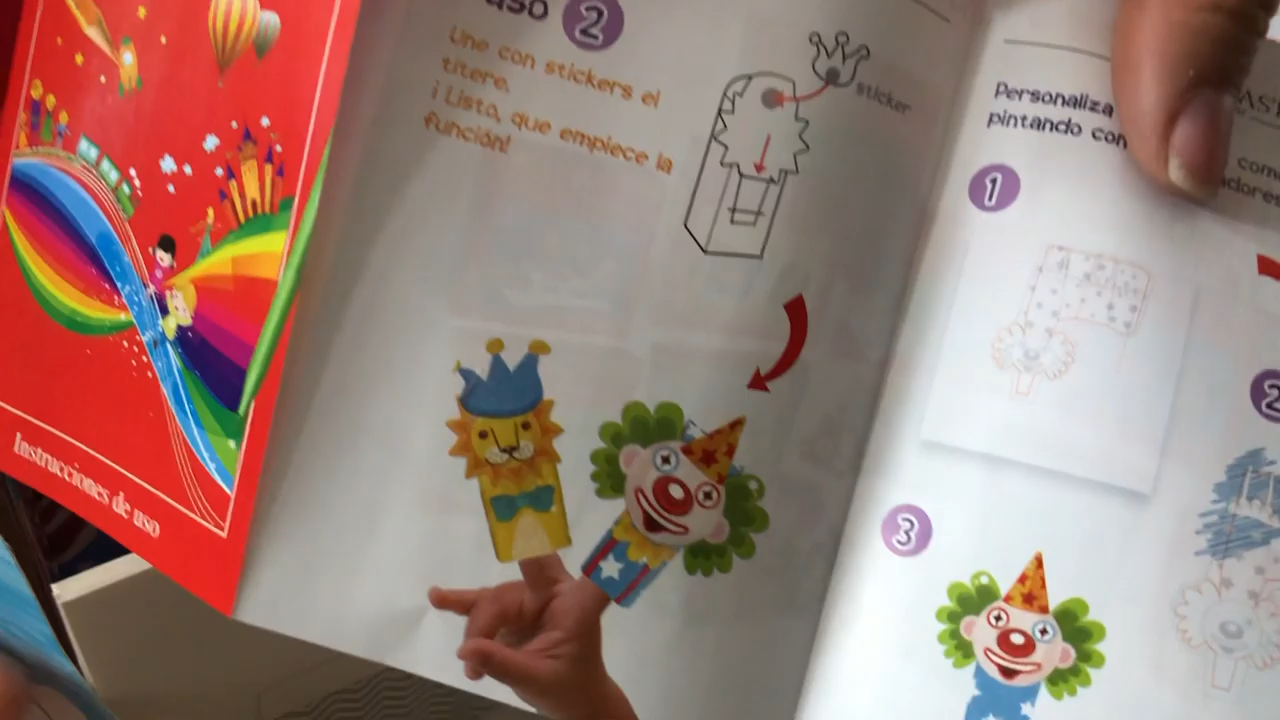 uso 2
Une con stickers el
títere.
¡ Listo, que empiece la
función!
sticker
Instrucciones de uso
Personaliza
pintando con
1
2
3